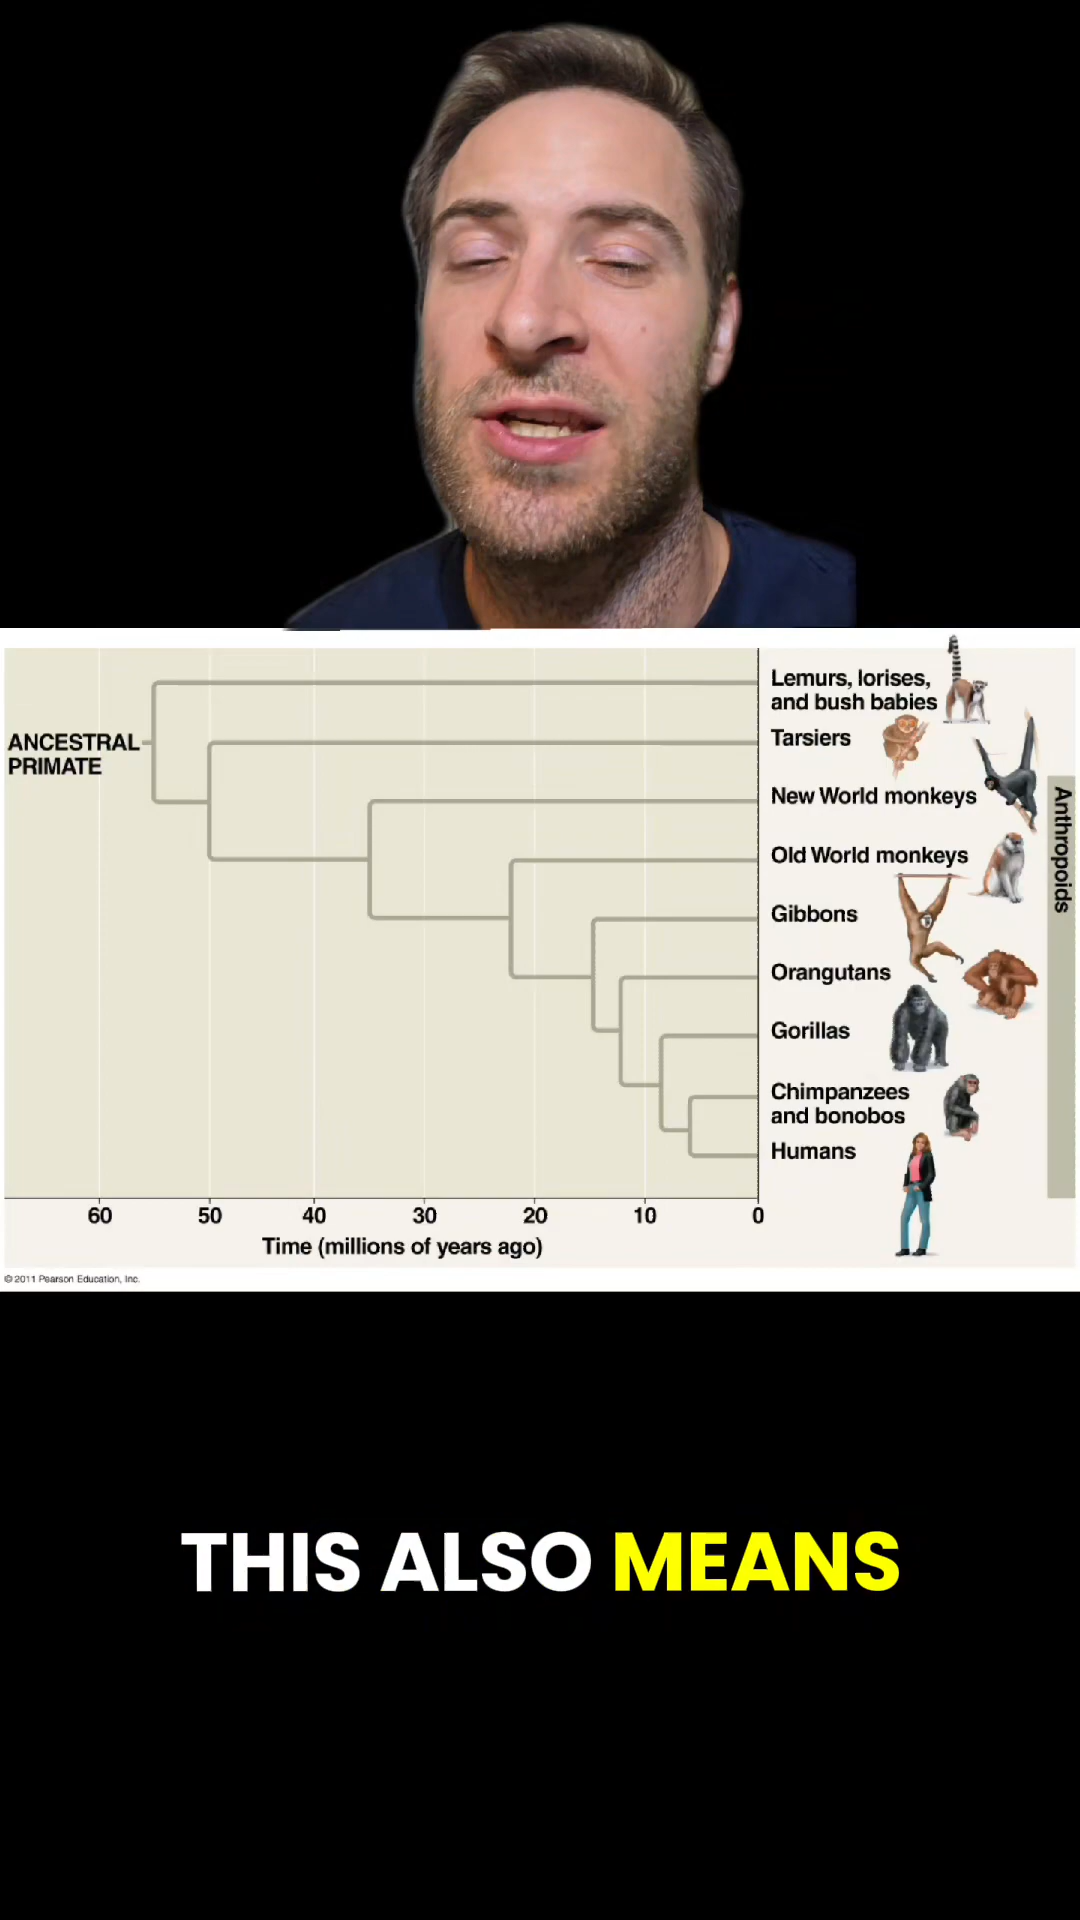 Lemurs, lorises,
and bush babies
ANCESTRAL
PRIMATE
Tarsiers
New World monkeys
Old World monkeys
Gibbons
Orangutans
Gorillas
Chimpanzees
and bonobos
Humans
Anthropoids
60 50 40 30 20 10 0
Time (millions of years ago)
© 2011 Pearson Education, Inc.
THIS ALSO MEANS